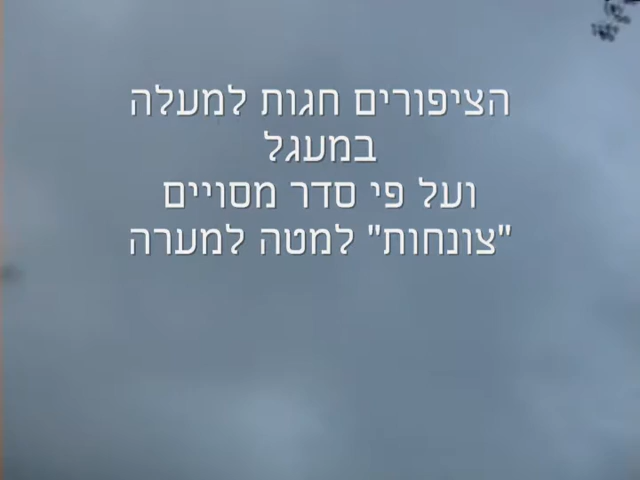 הציפורים חגות למעלה
במעגל
ועל פי סדר מסויים
"צונחות" למטה למערה